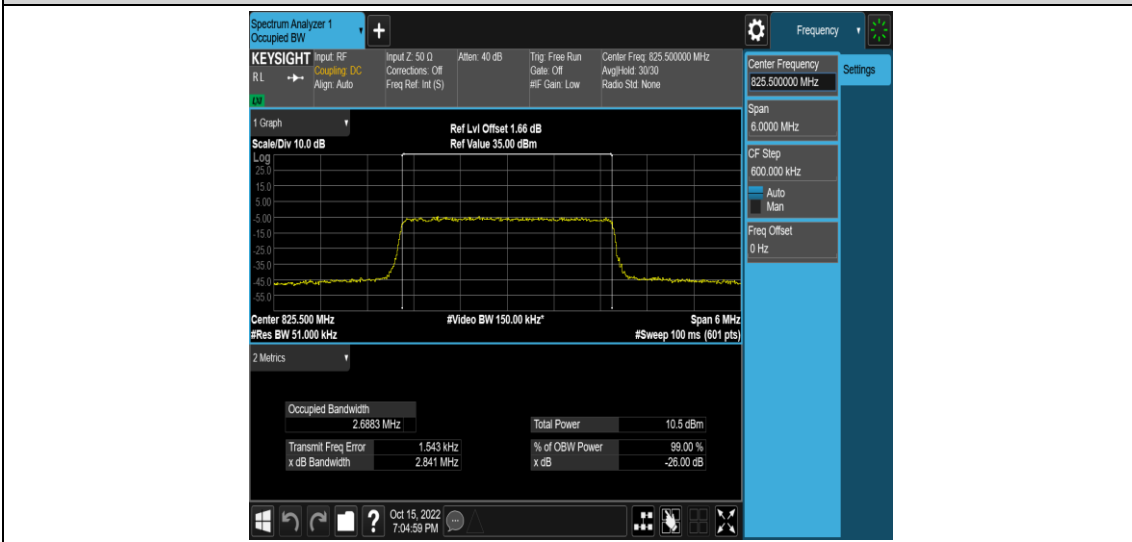 Spectrum Analyzer 1
Occupied BW
+
Frequency
KEYSIGHT
RL
LXI
Input: RF
Coupling: DC
Align: Auto
Input Z: 50 Ω
Corrections: Off
Freq Ref: Int (S)
Atten: 40 dB
Trig: Free Run
Gate: Off
#IF Gain: Low
Center Freq: 825.500000 MHz
Avg|Hold: 30/30
Radio Std: None
Center Frequency
825.500000 MHz
Settings
Span
6.0000 MHz
CF Step
600.000 kHz
Auto
Man
Freq Offset
0 Hz
1 Graph
Scale/Div 10.0 dB
Ref Lvl Offset 1.66 dB
Ref Value 35.00 dBm
Log
25.0
15.0
5.00
-5.00
-15.0
-25.0
-35.0
-45.0
-55.0
Center 825.500 MHz
#Video BW 150.00 kHz*
Span 6 MHz
#Res BW 51.000 kHz
#Sweep 100 ms (601 pts)
2 Metrics
Occupied Bandwidth
2.6883 MHz
Total Power 10.5 dBm
Transmit Freq Error 1.543 kHz
% of OBW Power 99.00 %
x dB Bandwidth 2.841 MHz
x dB -26.00 dB
?
Oct 15, 2022
7:04:59 PM